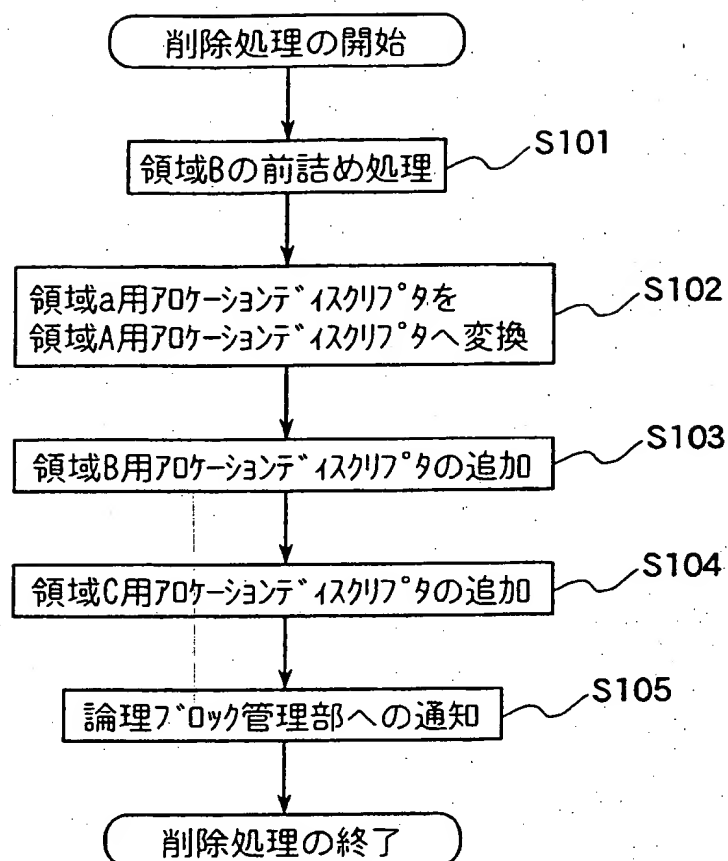 削除処理の開始
領域Bの前詰め処理
S101
領域a用ｱﾛｹｰｼｮﾝﾃﾞｨｽｸﾘﾌﾟﾀを
領域A用ｱﾛｹｰｼｮﾝﾃﾞｨｽｸﾘﾌﾟﾀへ変換
S102
領域B用ｱﾛｹｰｼｮﾝﾃﾞｨｽｸﾘﾌﾟﾀの追加
S103
領域C用ｱﾛｹｰｼｮﾝﾃﾞｨｽｸﾘﾌﾟﾀの追加
S104
論理ﾌﾞﾛｯｸ管理部への通知
S105
削除処理の終了